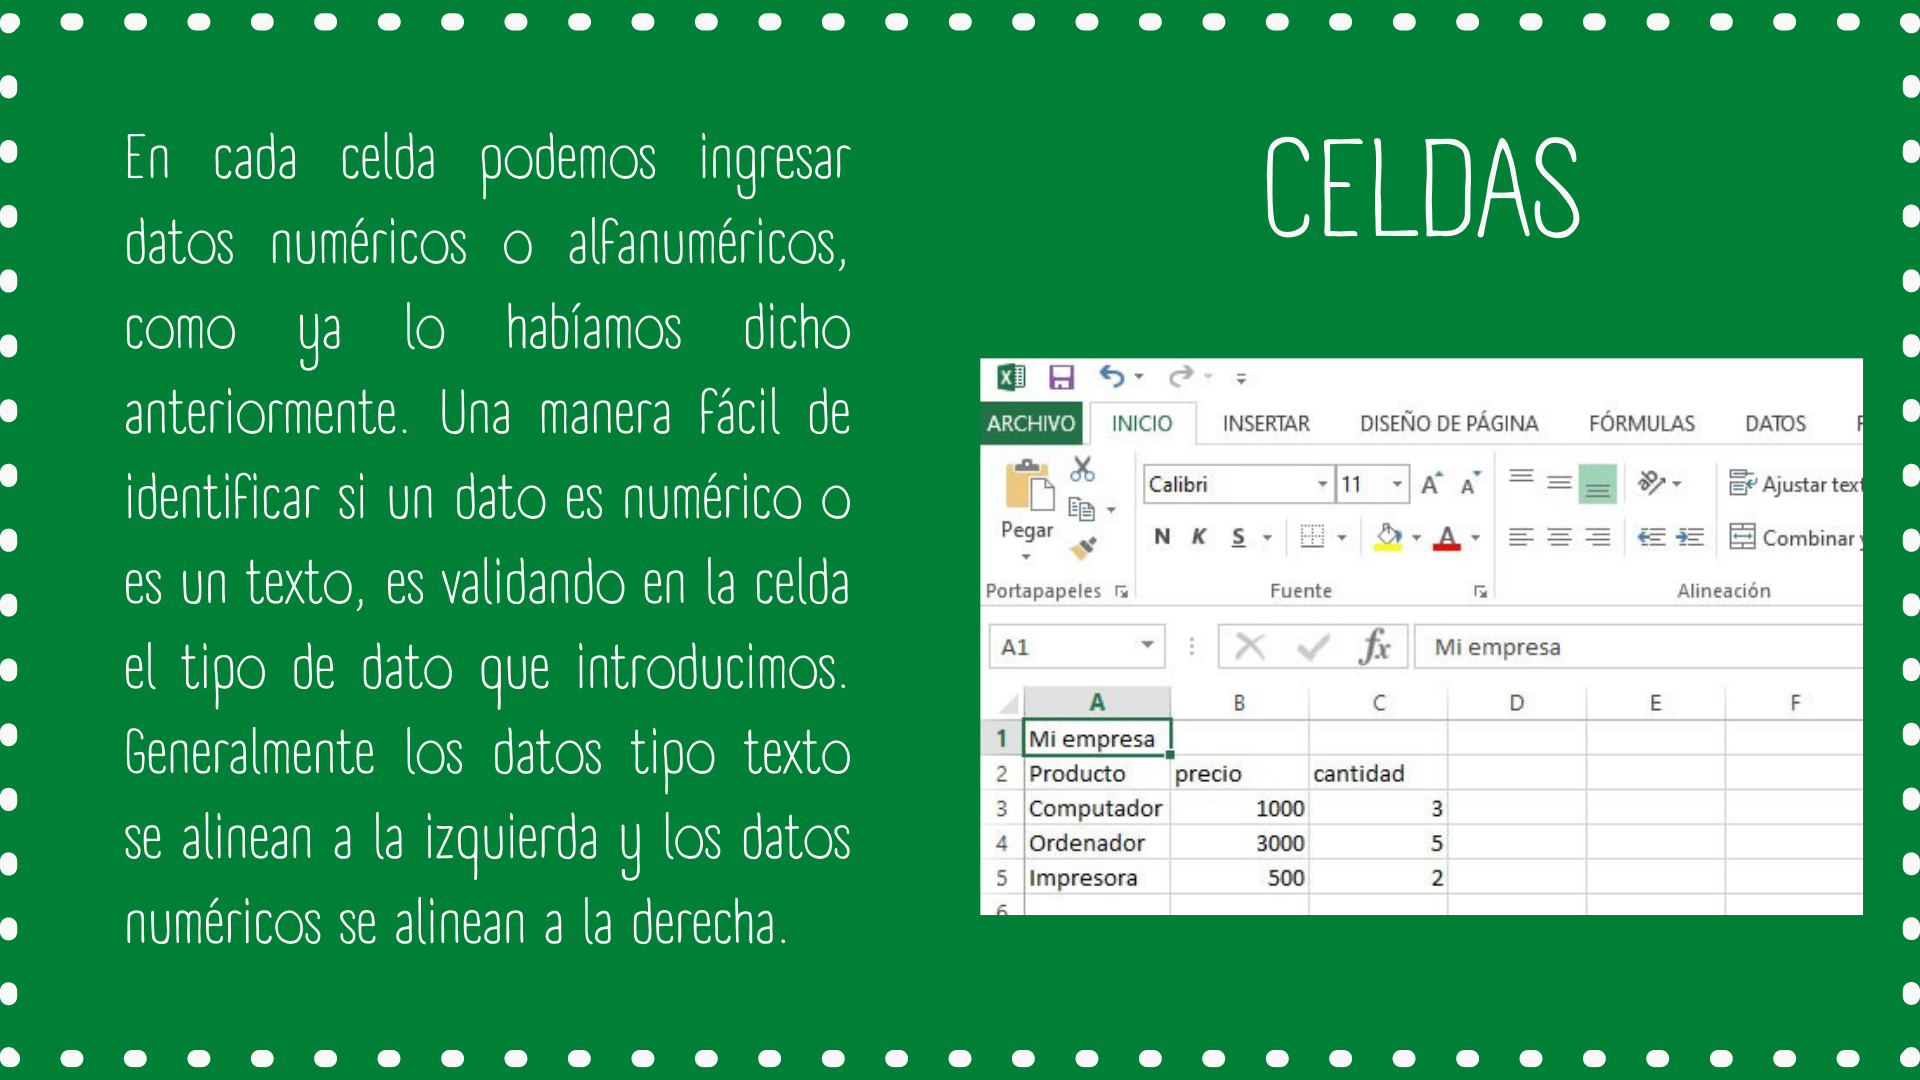 En cada celda podemos ingresar
datos numéricos o alfanuméricos,
como ya lo habíamos dicho
anteriormente. Una manera fácil de
identificar si un dato es numérico o
es un texto, es validando en la celda
el tipo de dato que introducimos.
Generalmente los datos tipo texto
se alinean a la izquierda y los datos
numéricos se alinean a la derecha.
CELDAS
ARCHIVO INICIO INSERTAR DISEÑO DE PÁGINA FÓRMULAS DATOS
Calibri 11 A A Ajustar text
Pegar N K S A Combinar y
Portapapeles Fuente Alineación
A1 fx Mi empresa
A B C D E F
1 Mi empresa
2 Producto precio cantidad
3 Computador 1000 3
4 Ordenador 3000 5
5 Impresora 500 2
6